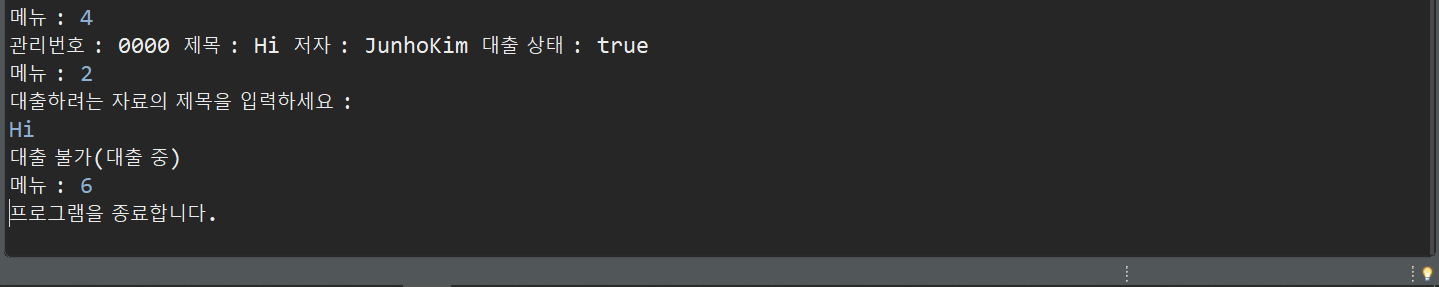 메뉴 : 4
관리번호 : 0000 제목 : Hi 저자 : JunhoKim 대출 상태 : true
메뉴 : 2
대출하려는 자료의 제목을 입력하세요 :
Hi
대출 불가(대출 중)
메뉴 : 6
프로그램을 종료합니다.